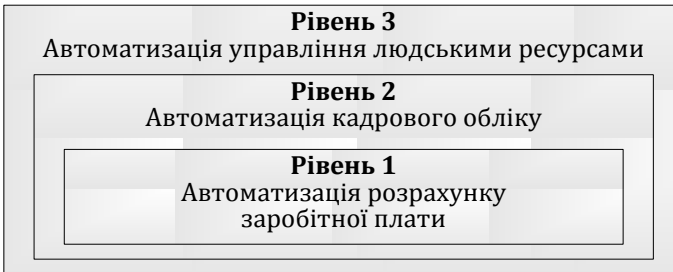 Рівень 3
Автоматизація управління людськими ресурсами
Рівень 2
Автоматизація кадрового обліку
Рівень 1
Автоматизація розрахунку
заробітної плати